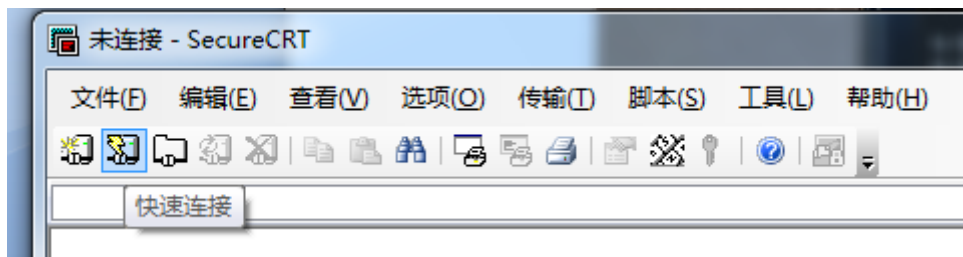 未连接 - SecureCRT
文件(F) 编辑(E) 查看(V) 选项(O) 传输(T) 脚本(S) 工具(L) 帮助(H)
快速连接